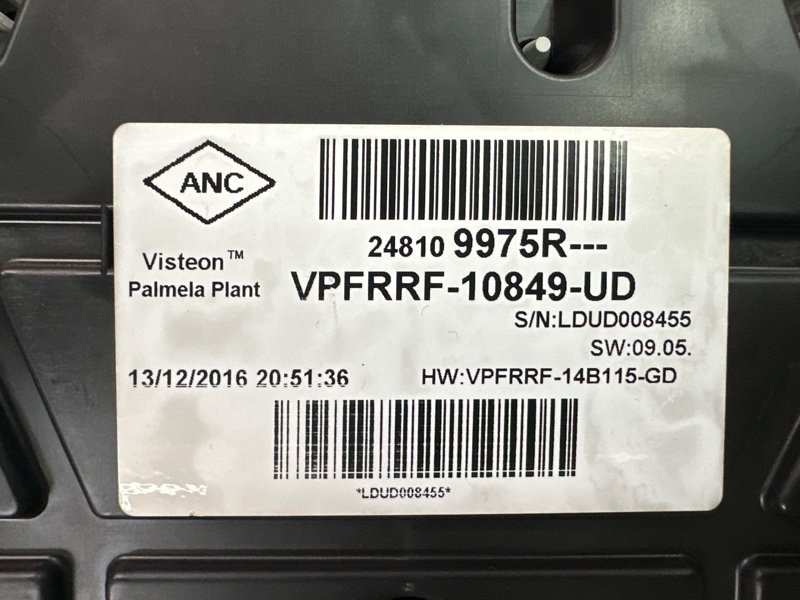 ANC
24810 9975R---
Visteon™
Palmela Plant
VPFRRF-10849-UD
S/N:LDUD008455
SW:09.05.
13/12/2016 20:51:36
HW:VPFRRF-14B115-GD
*LDUD008455*